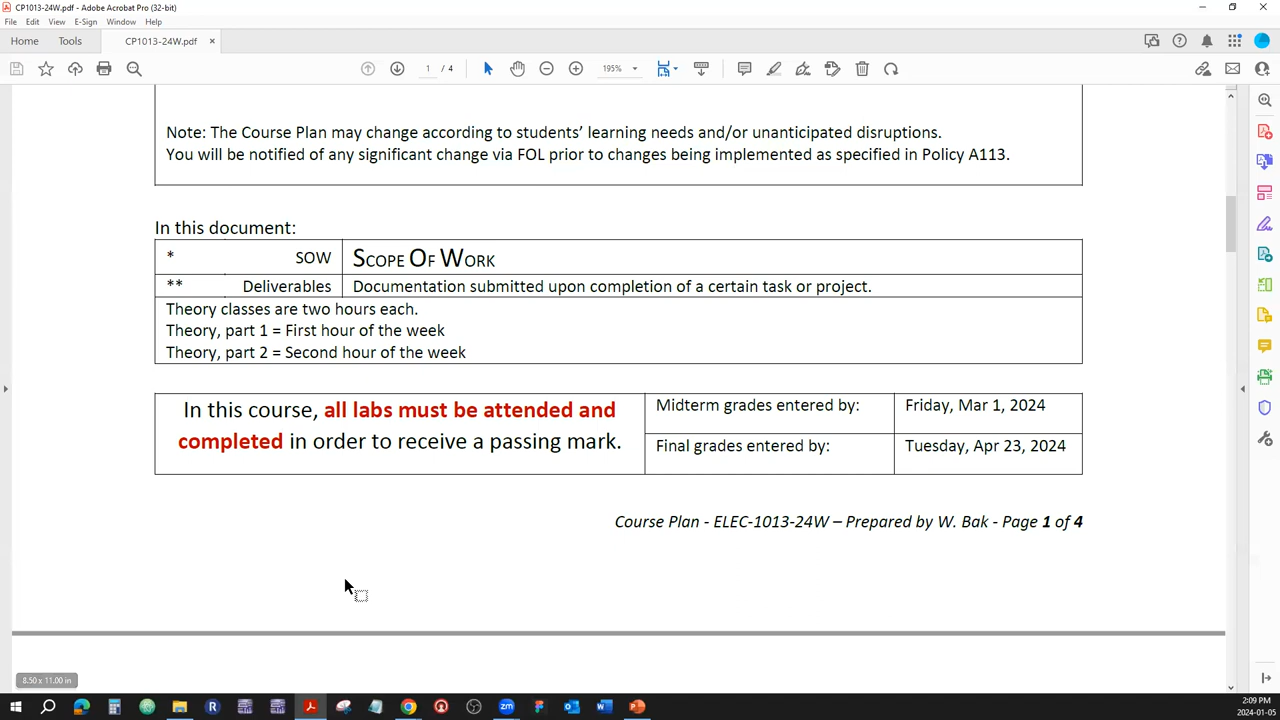 CP1013-24W.pdf - Adobe Acrobat Pro (32-bit)
File Edit View E-Sign Window Help
Home Tools CP1013-24W.pdf ×
1 / 4 195%
Note: The Course Plan may change according to students’ learning needs and/or unanticipated disruptions.
You will be notified of any significant change via FOL prior to changes being implemented as specified in Policy A113.
In this document:
* SOW SCOPE OF WORK
** Deliverables Documentation submitted upon completion of a certain task or project.
Theory classes are two hours each.
Theory, part 1 = First hour of the week
Theory, part 2 = Second hour of the week
In this course, all labs must be attended and
completed in order to receive a passing mark.
Midterm grades entered by: Friday, Mar 1, 2024
Final grades entered by: Tuesday, Apr 23, 2024
Course Plan - ELEC-1013-24W – Prepared by W. Bak - Page 1 of 4
8.50 x 11.00 in
2:09 PM
2024-01-05